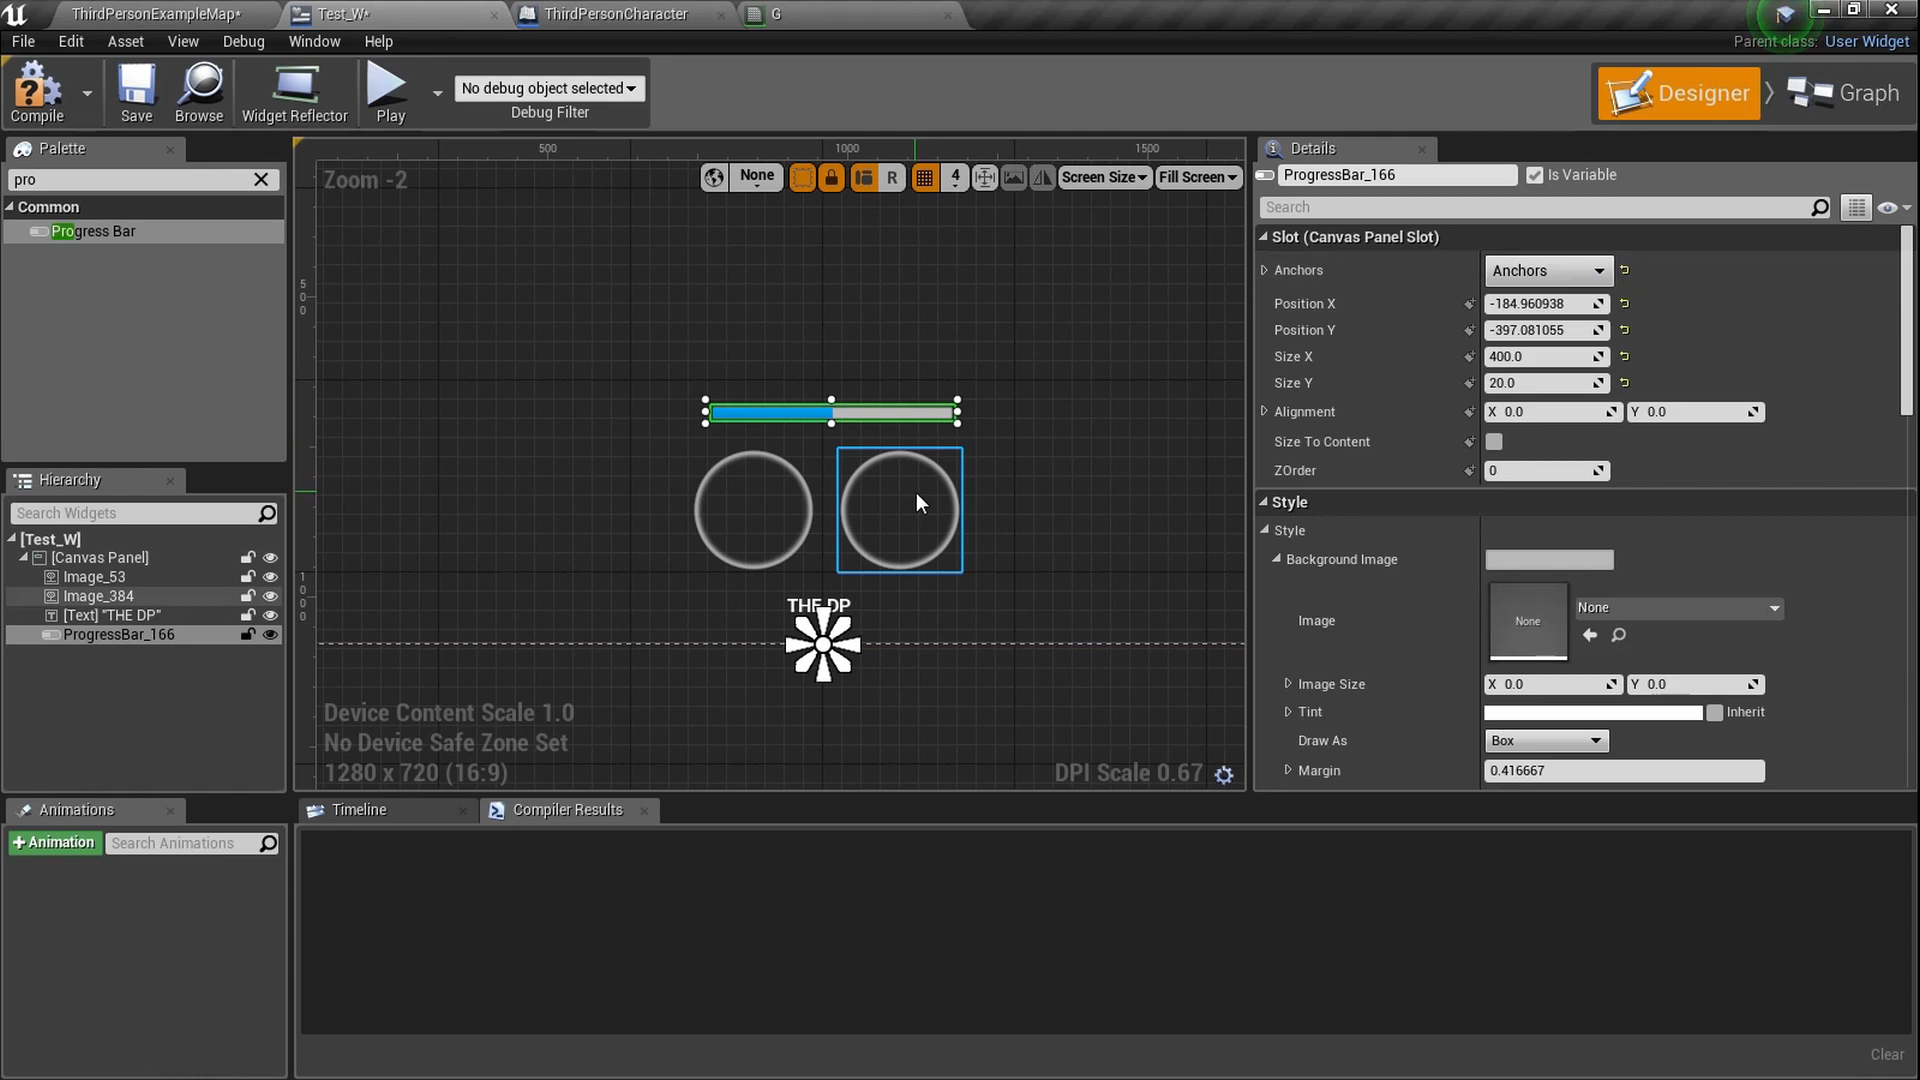 ThirdPersonExampleMap*
Test_W*
ThirdPersonCharacter
G
File Edit Asset View Debug Window Help
Parent class: User Widget
Compile
Save
Browse
Widget Reflector
Play
No debug object selected
Debug Filter
Designer
Graph
Palette
pro
Common
Progress Bar
500
1000
1500
Zoom -2
None
R
4
Screen Size
Fill Screen
500
1000
THE DP
Device Content Scale 1.0
No Device Safe Zone Set
1280 x 720 (16:9)
DPI Scale 0.67
Hierarchy
Search Widgets
[Test_W]
[Canvas Panel]
Image_53
Image_384
[Text] "THE DP"
ProgressBar_166
Details
ProgressBar_166
Is Variable
Search
Slot (Canvas Panel Slot)
Anchors Anchors
Position X -184.960938
Position Y -397.081055
Size X 400.0
Size Y 20.0
Alignment X 0.0 Y 0.0
Size To Content
ZOrder 0
Style
Style
Background Image
Image None None
Image Size X 0.0 Y 0.0
Tint Inherit
Draw As Box
Margin 0.416667
Animations
+Animation
Search Animations
Timeline
Compiler Results
Clear